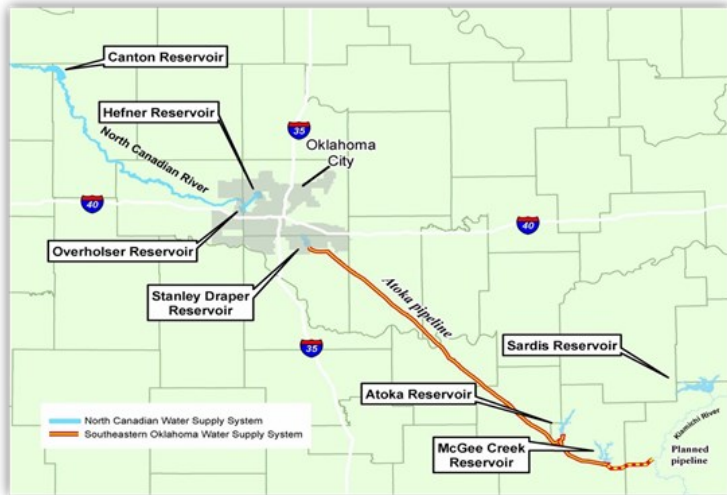 Canton Reservoir
Hefner Reservoir
North Canadian River
35
Oklahoma
City
40
40
Overholser Reservoir
Stanley Draper
Reservoir
Atoka pipeline
35
Sardis Reservoir
Atoka Reservoir
Kiamichi River
North Canadian Water Supply System
Southeastern Oklahoma Water Supply System
McGee Creek
Reservoir
Planned
pipeline